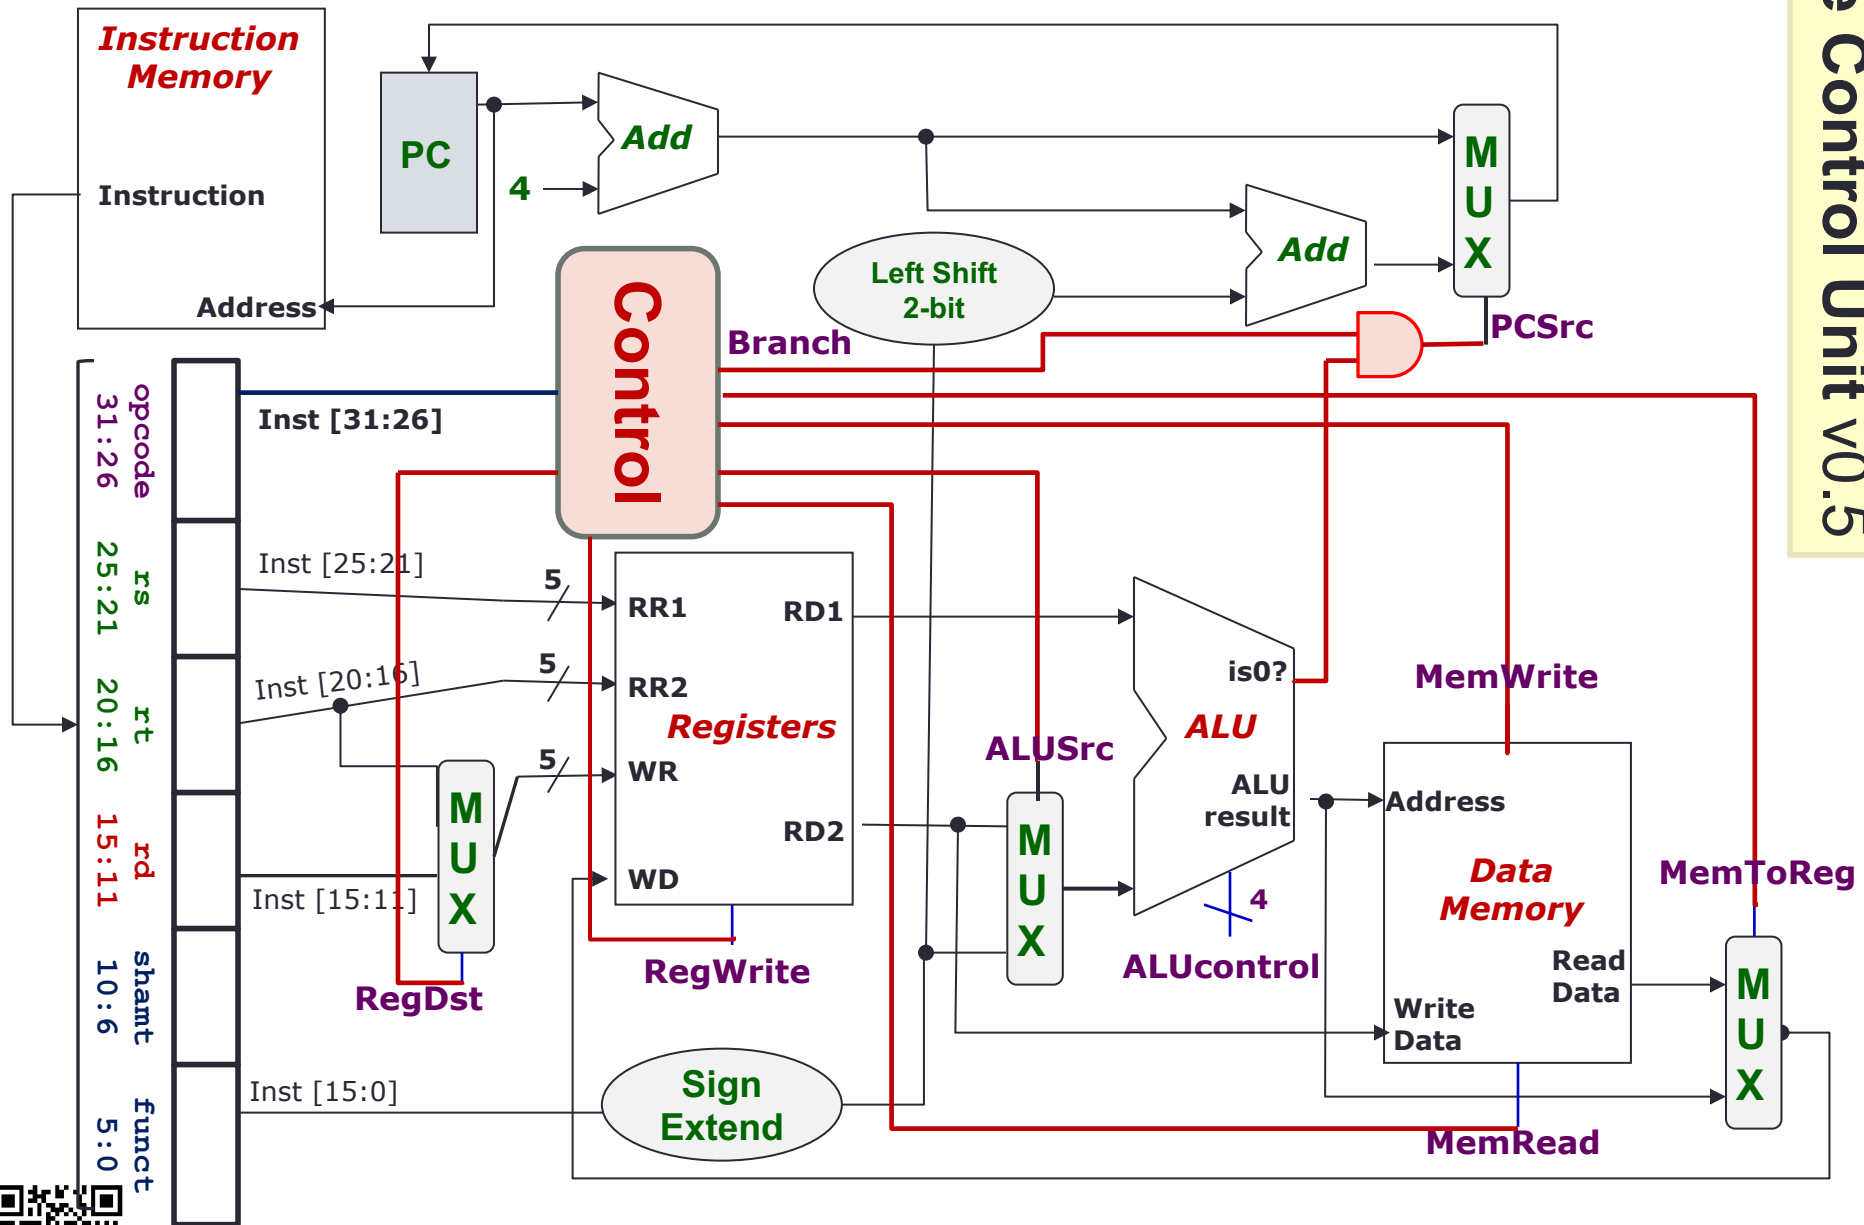 Instruction
Memory
Instruction
Address
PC
4
Add
Add
M
U
X
Left Shift
2-bit
Control
Branch
PCSrc
Control Unit v0.5
opcode
31:26
Inst [31:26]
rs
25:21
Inst [25:21]
5
rt
20:16
Inst [20:16]
5
rd
15:11
Inst [15:11]
5
shamt
10:6
funct
5:0
Inst [15:0]
M
U
X
RegDst
RR1
RR2
WR
WD
RD1
RD2
Registers
RegWrite
Sign
Extend
ALUSrc
M
U
X
is0?
ALU
ALU
result
4
ALUcontrol
MemWrite
Address
Data
Memory
Read
Data
Write
Data
MemRead
MemToReg
M
U
X